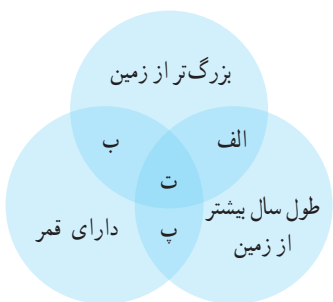 بزرگ‌تر از زمین
الف
ب
ت
طول سال بیشتر
از زمین
پ
دارای قمر